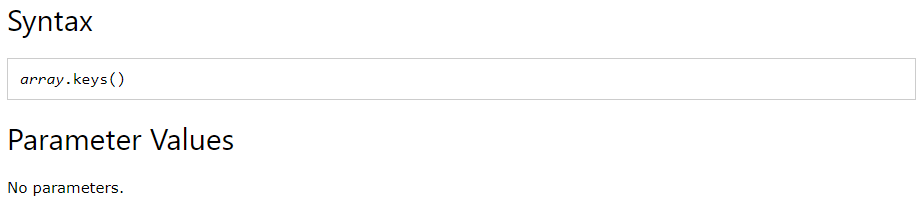 Syntax
array.keys()
Parameter Values
No parameters.